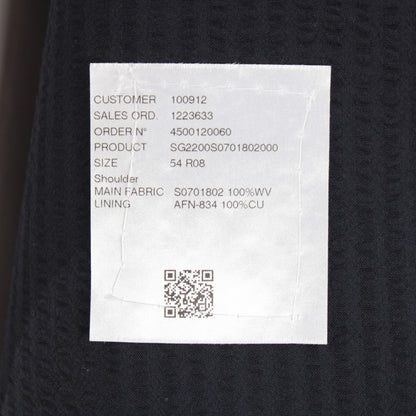 CUSTOMER 100912
SALES ORD. 1223633
ORDER N° 4500120060
PRODUCT SG2200S0701802000
SIZE 54 R08
Shoulder
MAIN FABRIC S0701802 100%WV
LINING AFN-834 100%CU